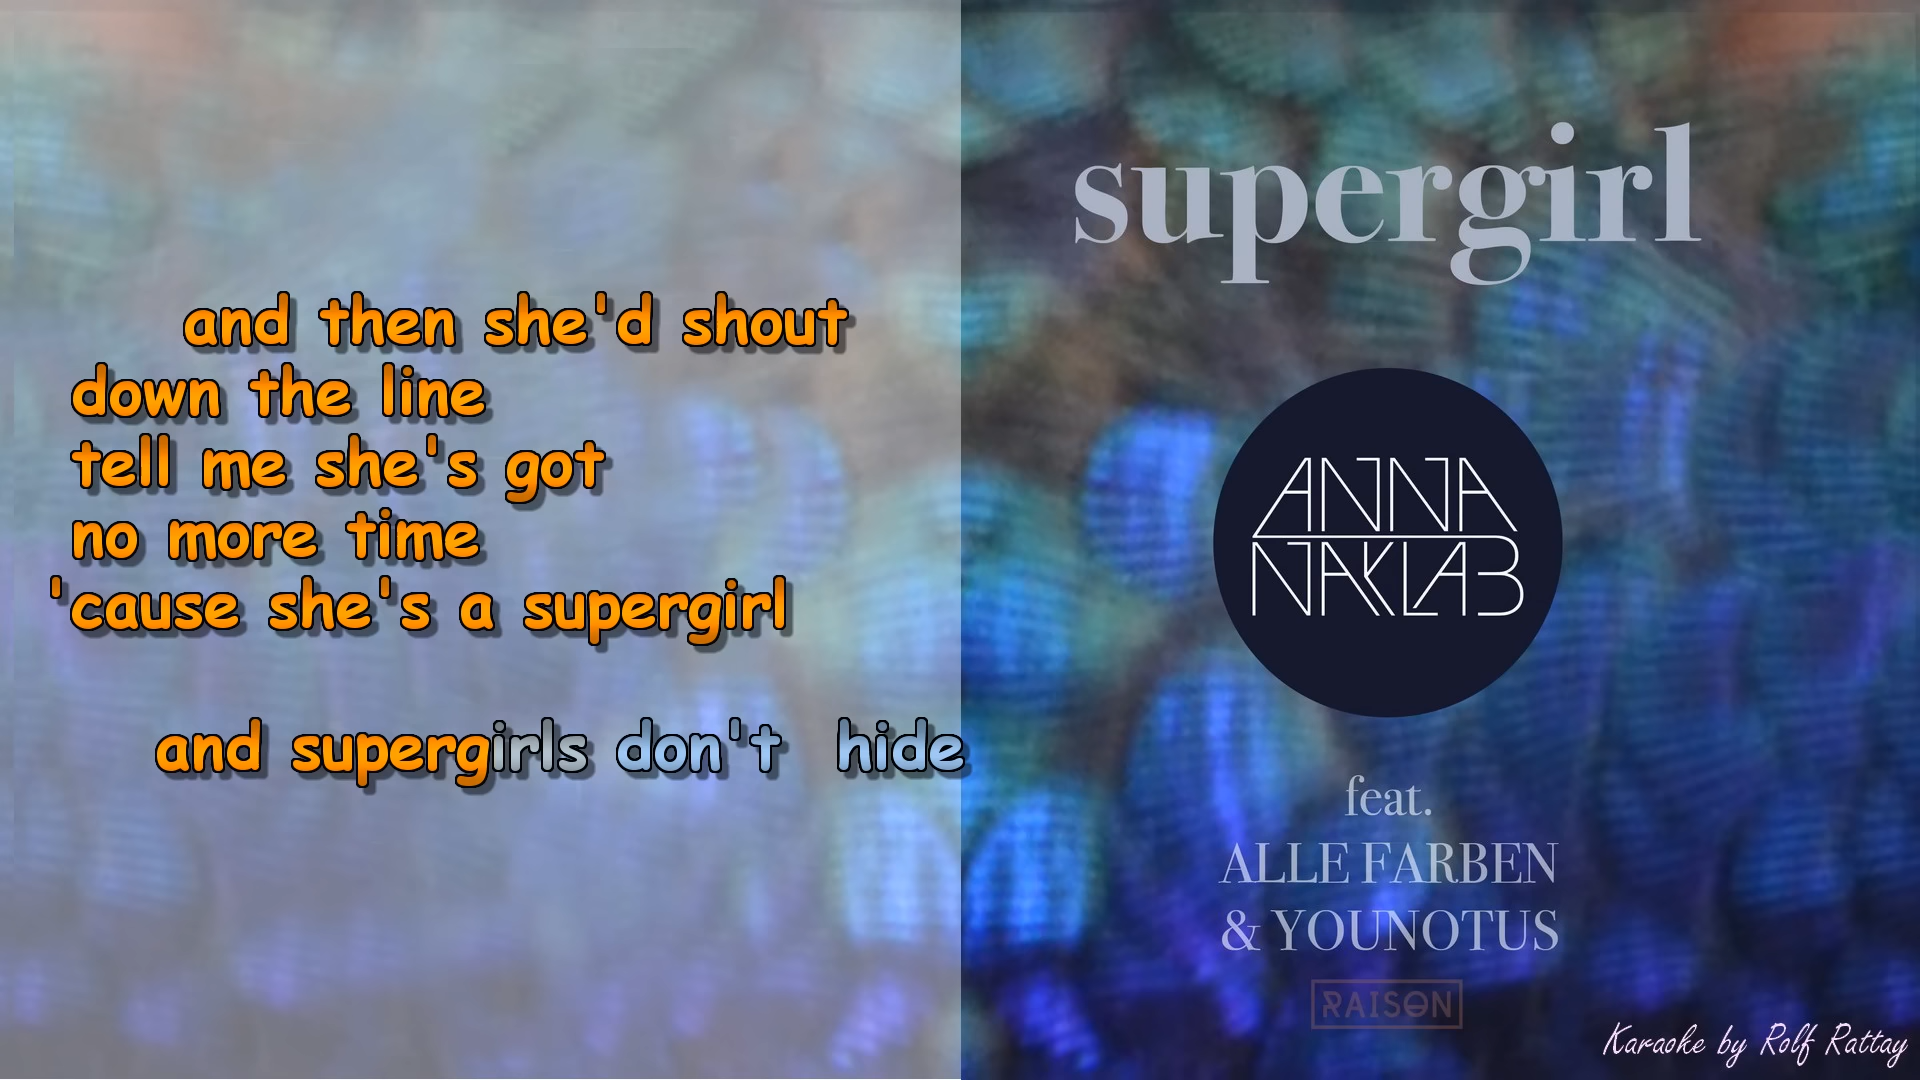 and then she'd shout
down the line
tell me she's got
no more time
'cause she's a supergirl
and supergirls don't  hide
supergirl
ANNA
NAKLAB
feat.
ALLE FARBEN
& YOUNOTUS
RAISON
Karaoke by Rolf Rattay